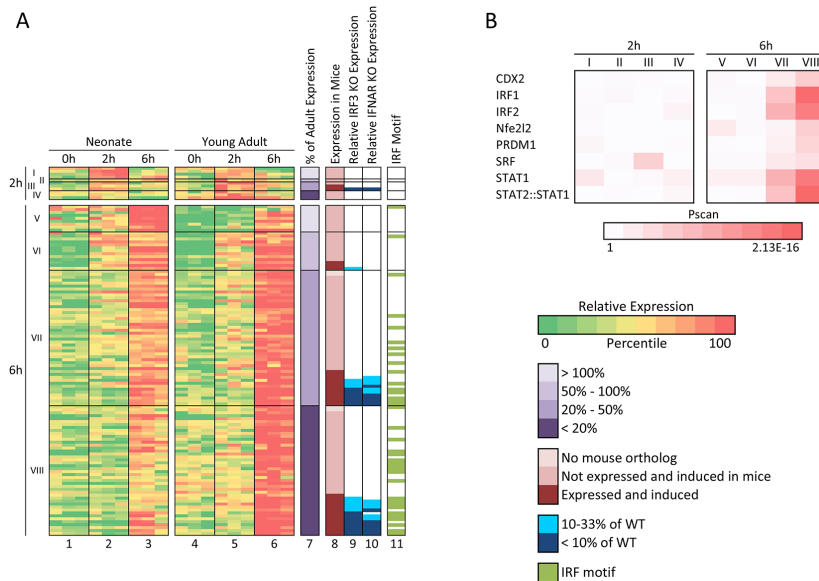 A
Neonate
Young Adult
0h 2h 6h
0h 2h 6h
% of Adult Expression
Expression in Mice
Relative IRF3 KO Expression
Relative IFNAR KO Expression
IRF Motif
2h
I
II
III
IV
6h
V
VI
VII
VIII
1 2 3 4 5 6 7 8 9 10 11
B
2h
6h
I II III IV V VI VII VIII
CDX2
IRF1
IRF2
Nfe2l2
PRDM1
SRF
STAT1
STAT2::STAT1
Pscan
1 2.13E-16
Relative Expression
0 Percentile 100
> 100%
50% - 100%
20% - 50%
< 20%
No mouse ortholog
Not expressed and induced in mice
Expressed and induced
10-33% of WT
< 10% of WT
IRF motif